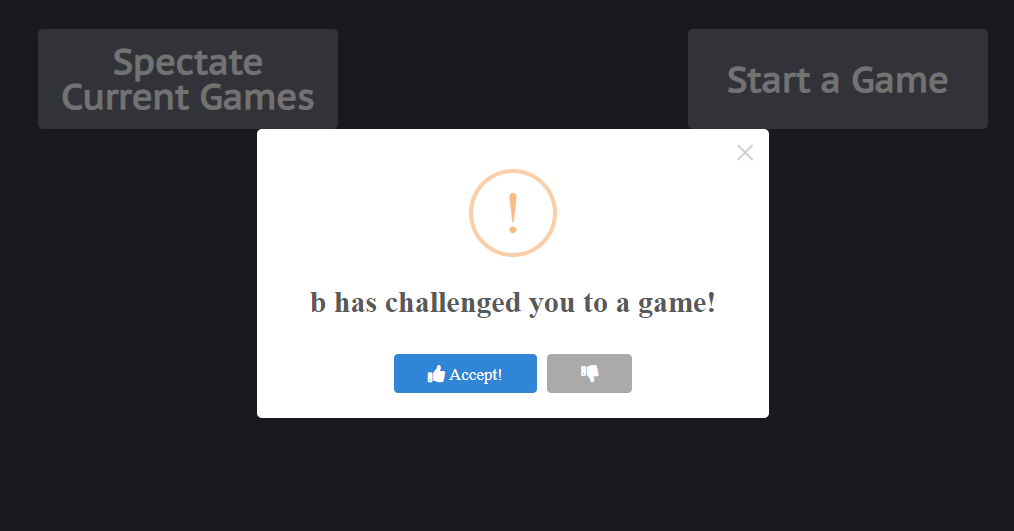 Spectate
Current Games
Start a Game
!
b has challenged you to a game!
Accept!